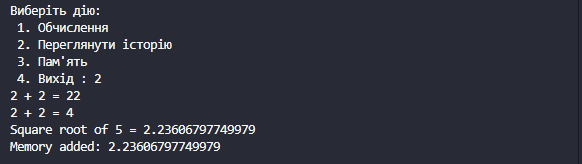 Виберіть дію:
1. Обчислення
2. Переглянути історію
3. Пам'ять
4. Вихід : 2
2 + 2 = 22
2 + 2 = 4
Square root of 5 = 2.23606797749979
Memory added: 2.23606797749979